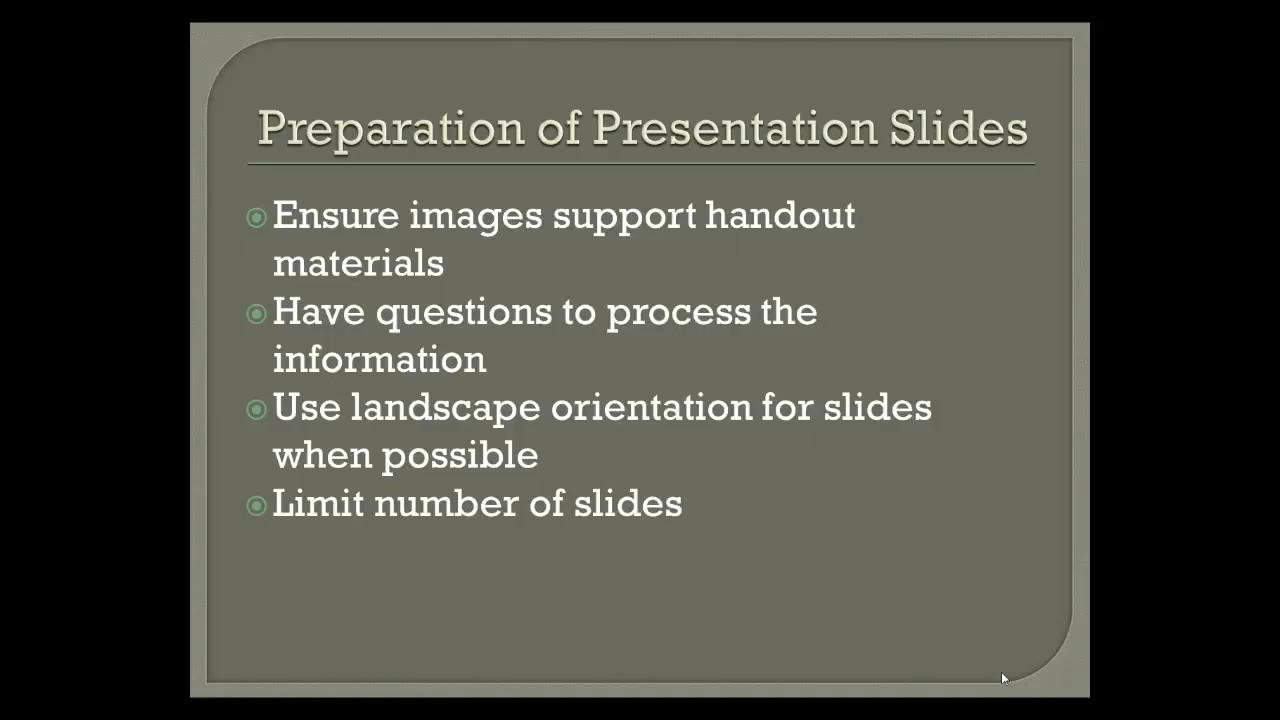 Preparation of Presentation Slides
Ensure images support handout
materials
Have questions to process the
information
Use landscape orientation for slides
when possible
Limit number of slides